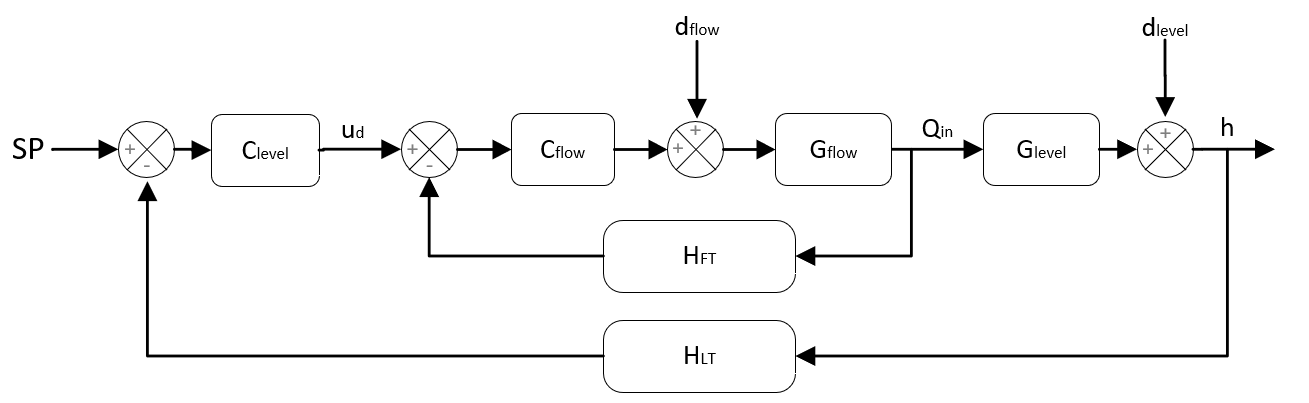 dflow
dlevel
SP
+
-
Clevel
ud
+
-
Cflow
+
+
Gflow
Qin
Glevel
+
+
h
HFT
HLT